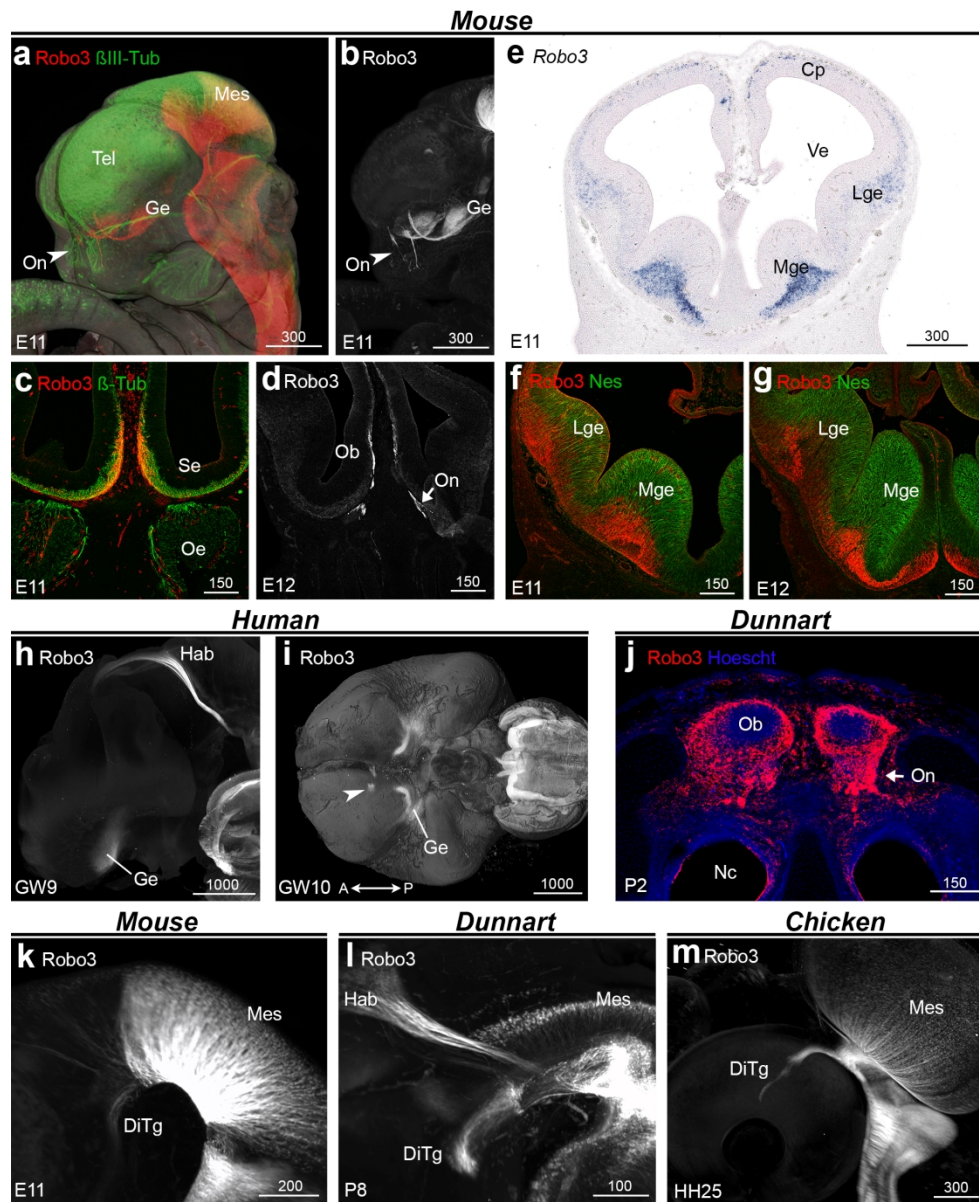 Mouse
a Robo3 ßIII-Tub
Mes
Tel
Ge
On
E11
300
b Robo3
Ge
On
E11
300
e Robo3
Cp
Ve
Lge
Mge
E11
300
c Robo3 ß-Tub
Se
Oe
E11
150
d Robo3
Ob
On
E12
150
f Robo3 Nes
Lge
Mge
E11
150
g Robo3 Nes
Lge
Mge
E12
150
Human
h Robo3
Hab
Ge
GW9
1000
i Robo3
Ge
GW10
A P
1000
Dunnart
j Robo3 Hoescht
Ob
On
Nc
P2
150
Mouse
k Robo3
Mes
DiTg
E11
200
Dunnart
l Robo3
Hab
Mes
DiTg
P8
100
Chicken
m Robo3
Mes
DiTg
HH25
300